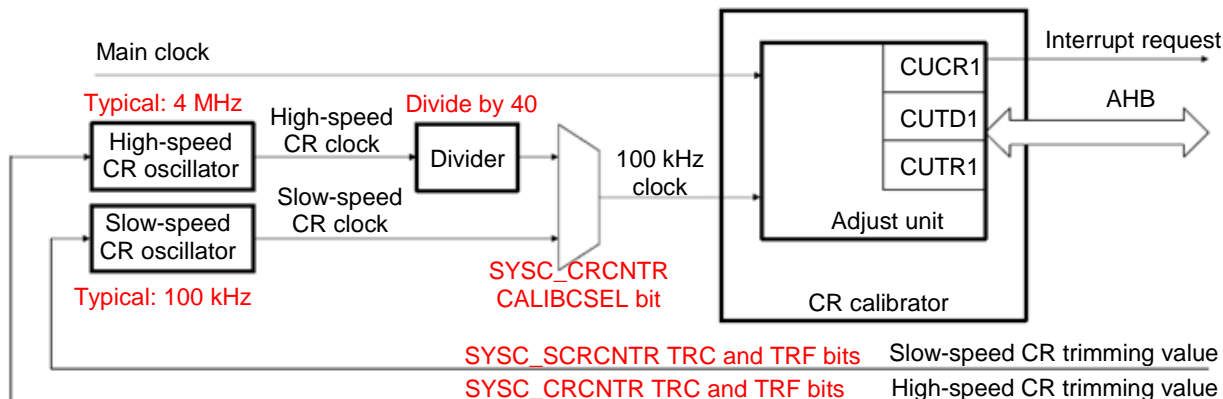 Main clock
Interrupt request
CUCR1
AHB
CUTD1
CUTR1
Typical: 4 MHz
High-speed
CR oscillator
High-speed
CR clock
Divide by 40
Divider
100 kHz
clock
Slow-speed
CR oscillator
Slow-speed
CR clock
Typical: 100 kHz
SYSC_CRCNTR
CALIBCSEL bit
Adjust unit
CR calibrator
SYSC_SCRCNTR TRC and TRF bits
Slow-speed CR trimming value
SYSC_CRCNTR TRC and TRF bits
High-speed CR trimming value